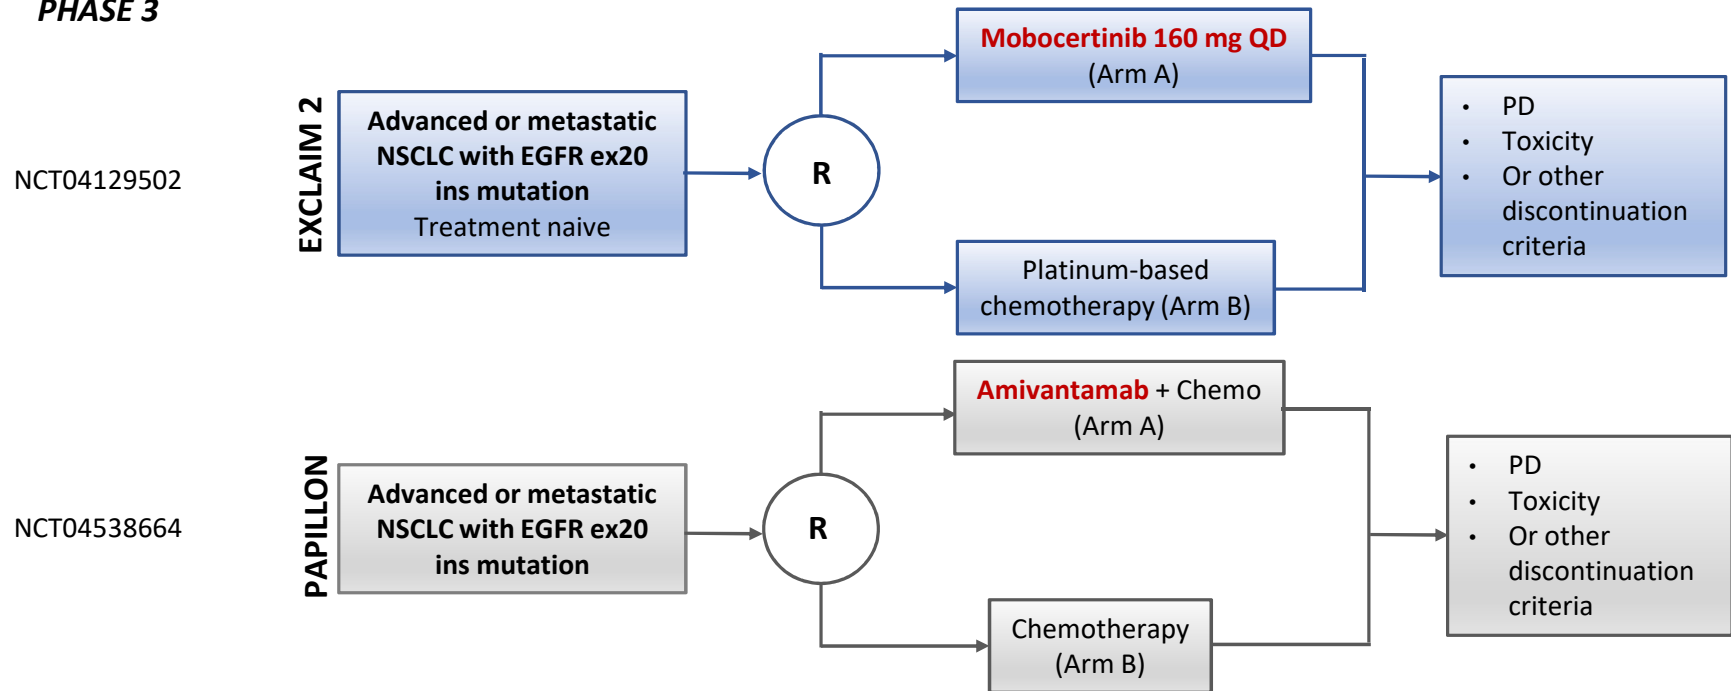 PHASE 3
NCT04129502
EXCLAIM 2
Advanced or metastatic
NSCLC with EGFR ex20
ins mutation
Treatment naive
R
Mobocertinib 160 mg QD
(Arm A)
Platinum-based
chemotherapy (Arm B)
• PD
• Toxicity
• Or other
discontinuation
criteria
NCT04538664
PAPILLON
Advanced or metastatic
NSCLC with EGFR ex20
ins mutation
R
Amivantamab + Chemo
(Arm A)
Chemotherapy
(Arm B)
• PD
• Toxicity
• Or other
discontinuation
criteria